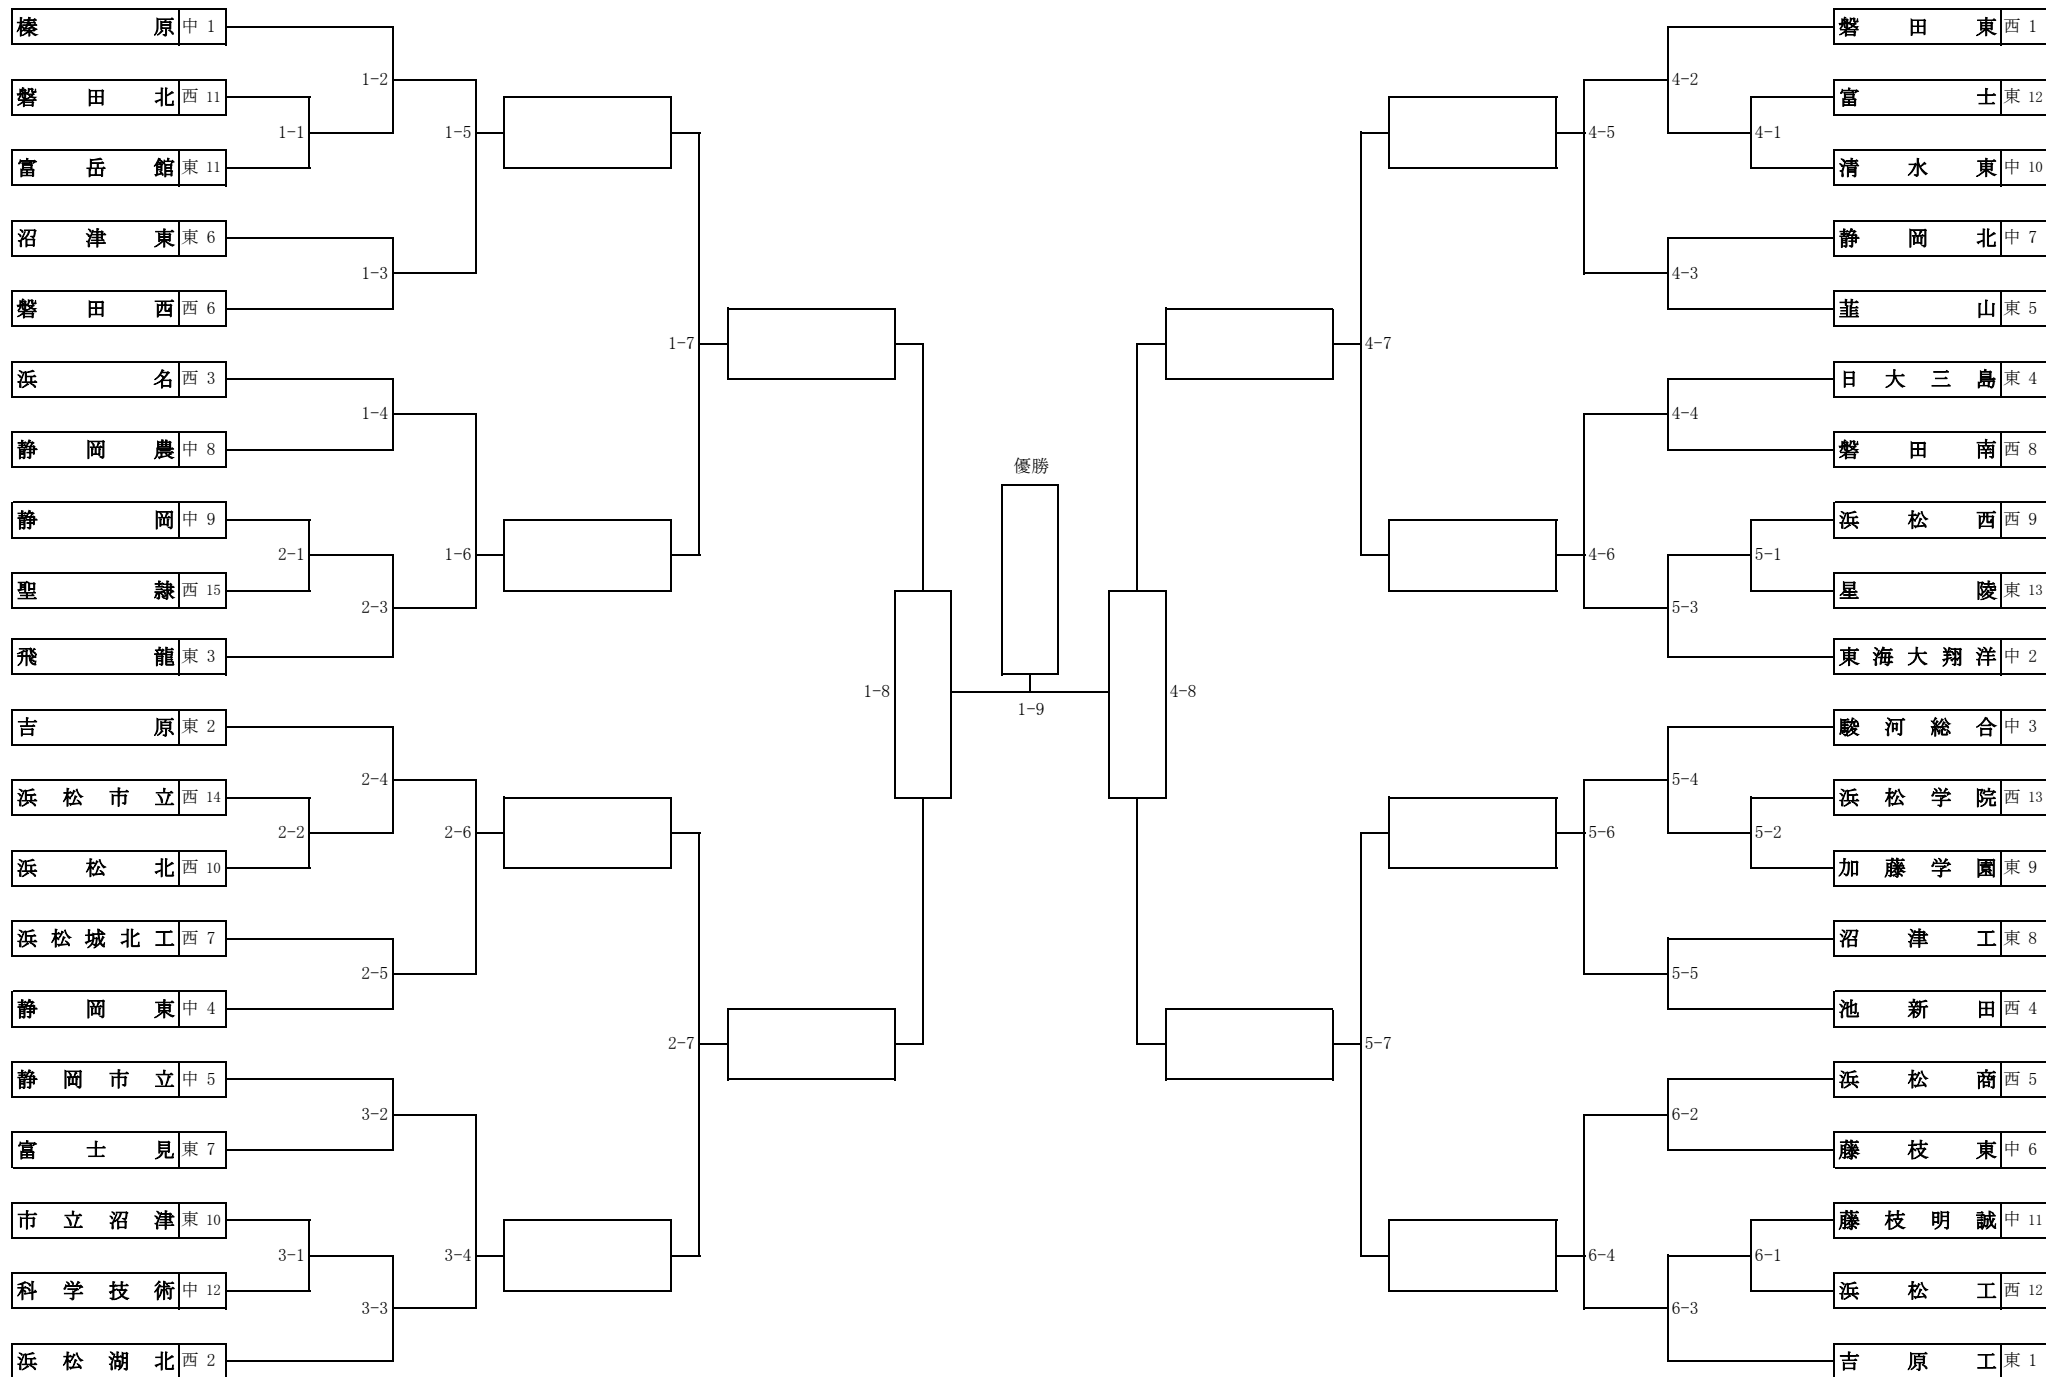 榛原 中 1
磐田北 西 11
富岳館 東 11
沼津東 東 6
磐田西 西 6
浜名 西 3
静岡農 中 8
静岡 中 9
聖隷 西 15
飛龍 東 3
吉原 東 2
浜松市立 西 14
浜松北 西 10
浜松城北工 西 7
静岡東 中 4
静岡市立 中 5
富士見 東 7
市立沼津 東 10
科学技術 中 12
浜松湖北 西 2
1-1
2-1
2-2
3-1
1-2
1-3
1-4
2-3
2-4
2-5
3-2
3-3
1-5
1-6
2-6
3-4
1-7
2-7
1-8
優勝
1-9
4-8
4-7
5-7
4-5
4-6
5-6
6-4
4-2
4-3
4-4
5-3
5-4
5-5
6-2
6-3
4-1
5-1
5-2
6-1
磐田東 西 1
富士 東 12
清水東 中 10
静岡北 中 7
韮山 東 5
日大三島 東 4
磐田南 西 8
浜松西 西 9
星陵 東 13
東海大翔洋 中 2
駿河総合 中 3
浜松学院 西 13
加藤学園 東 9
沼津工 東 8
池新田 西 4
浜松商 西 5
藤枝東 中 6
藤枝明誠 中 11
浜松工 西 12
吉原工 東 1